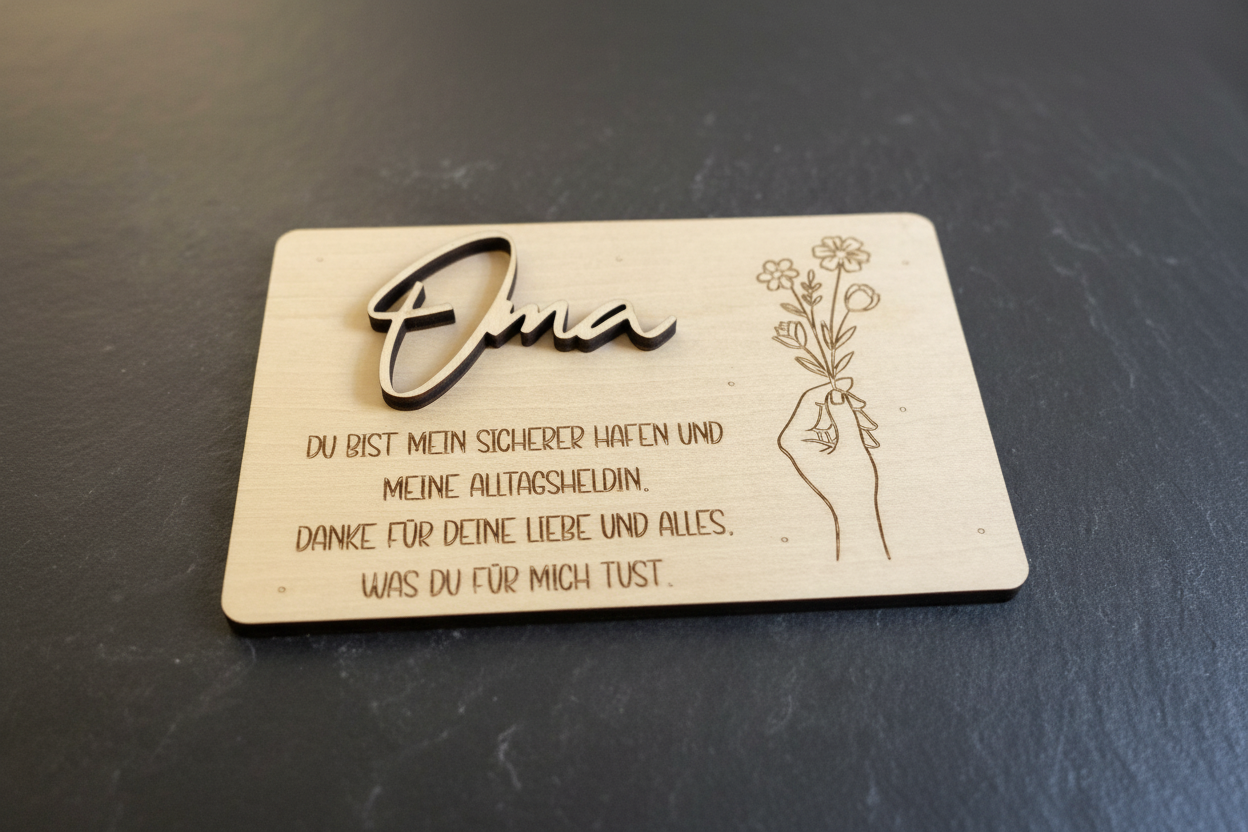 Oma
DU BIST MEIN SICHERER HAFEN UND
MEINE ALLTAGSHELDIN.
DANKE FÜR DEINE LIEBE UND ALLES,
WAS DU FÜR MICH TUST.